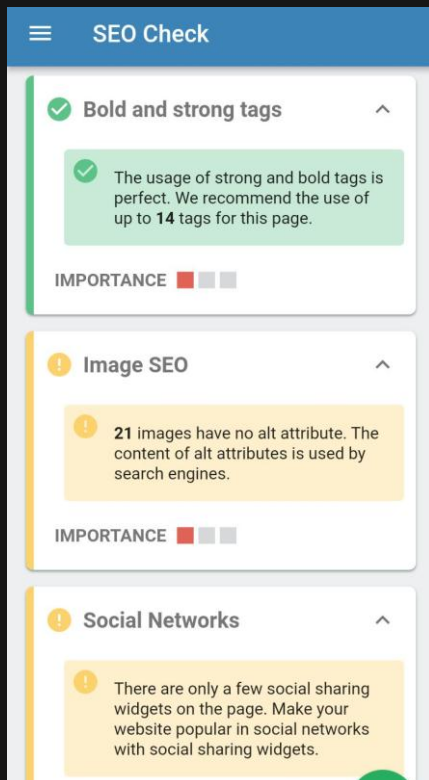 SEO Check
Bold and strong tags
The usage of strong and bold tags is
perfect. We recommend the use of
up to 14 tags for this page.
IMPORTANCE
Image SEO
21 images have no alt attribute. The
content of alt attributes is used by
search engines.
IMPORTANCE
Social Networks
There are only a few social sharing
widgets on the page. Make your
website popular in social networks
with social sharing widgets.